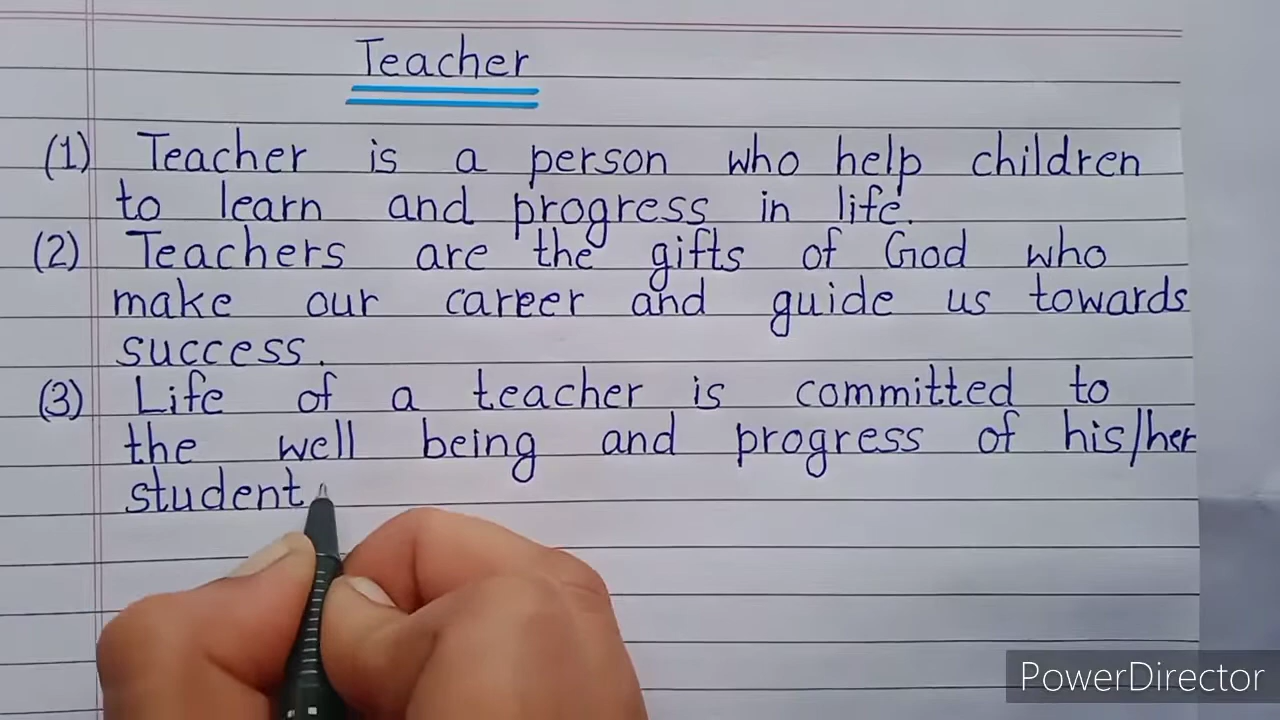 Teacher
(1) Teacher is a person who help children
to learn and progress in life.
(2) Teachers are the gifts of God who
make our career and guide us towards
success.
(3) Life of a teacher is committed to
the well being and progress of his/her
student
PowerDirector